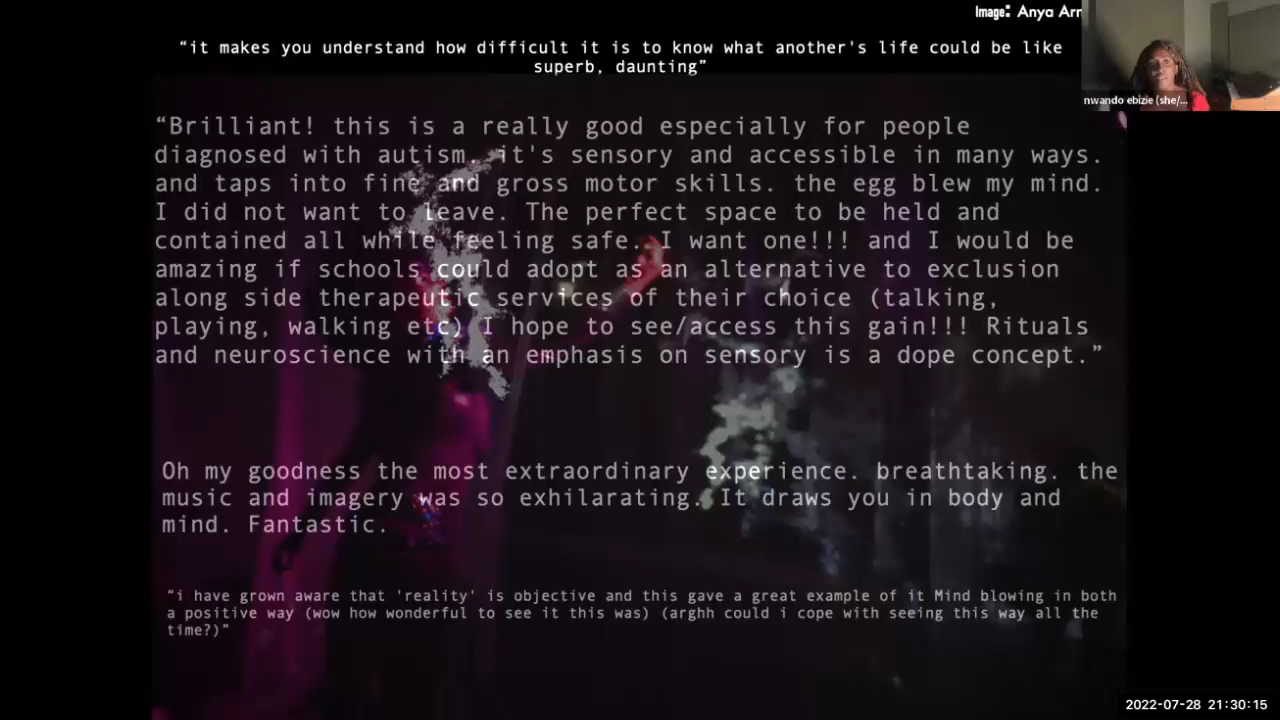 Image: Anya Arr
“it makes you understand how difficult it is to know what another's life could be like
superb, daunting”
nwando ebizie (she/...
“Brilliant! this is a really good especially for people
diagnosed with autism. it's sensory and accessible in many ways.
and taps into fine and gross motor skills. the egg blew my mind.
I did not want to leave. The perfect space to be held and
contained all while feeling safe. I want one!!! and I would be
amazing if schools could adopt as an alternative to exclusion
along side therapeutic services of their choice (talking,
playing, walking etc) I hope to see/access this gain!!! Rituals
and neuroscience with an emphasis on sensory is a dope concept.”
Oh my goodness the most extraordinary experience. breathtaking. the
music and imagery was so exhilarating. It draws you in body and
mind. Fantastic.
“i have grown aware that 'reality' is objective and this gave a great example of it Mind blowing in both
a positive way (wow how wonderful to see it this was) (arghh could i cope with seeing this way all the
time?)”
2022-07-28 21:30:15